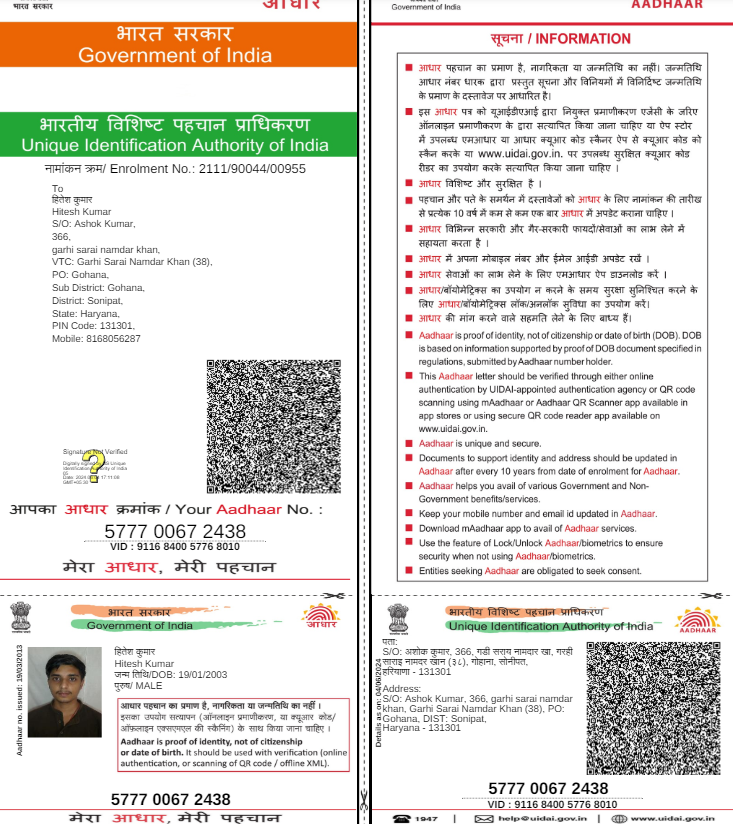 भारत सरकार
आधार
भारत सरकार
Government of India
भारतीय विशिष्ट पहचान प्राधिकरण
Unique Identification Authority of India
नामांकन क्रम/ Enrolment No.: 2111/90044/00955
To
हितेश कुमार
Hitesh Kumar
S/O: Ashok Kumar,
366,
garhi sarai namdar khan,
VTC: Garhi Sarai Namdar Khan (38),
PO: Gohana,
Sub District: Gohana,
District: Sonipat,
State: Haryana,
PIN Code: 131301,
Mobile: 8168056287
Signature Not Verified
Digitally signed by DS Unique
Identification Authority of India
05
GMT+05:30
आपका आधार क्रमांक / Your Aadhaar No. :
5777 0067 2438
VID : 9116 8400 5776 8010
मेरा आधार, मेरी पहचान
भारत सरकार
Government of India
आधार
Aadhaar no. issued: 19/03/2013
हितेश कुमार
Hitesh Kumar
जन्म तिथि/DOB: 19/01/2003
पुरुष/ MALE
आधार पहचान का प्रमाण है, नागरिकता या जन्मतिथि का नहीं ।
इसका उपयोग सत्यापन (ऑनलाइन प्रमाणीकरण, या क्यूआर कोड/
ऑफ़लाइन एक्सएमएल की स्कैनिंग) के साथ किया जाना चाहिए ।
Aadhaar is proof of identity, not of citizenship
or date of birth. It should be used with verification (online
authentication, or scanning of QR code / offline XML).
5777 0067 2438
मेरा आधार, मेरी पहचान
Government of India
AADHAAR
सूचना / INFORMATION
आधार पहचान का प्रमाण है, नागरिकता या जन्मतिथि का नहीं। जन्मतिथि
आधार नंबर धारक द्वारा प्रस्तुत सूचना और विनियमों में विनिर्दिष्ट जन्मतिथि
के प्रमाण के दस्तावेज पर आधारित है।
इस आधार पत्र को यूआईडीएआई द्वारा नियुक्त प्रमाणीकरण एजेंसी के जरिए
ऑनलाइन प्रमाणीकरण के द्वारा सत्यापित किया जाना चाहिए या ऐप स्टोर
में उपलब्ध एमआधार या आधार क्यूआर कोड स्कैनर ऐप से क्यूआर कोड को
स्कैन करके या www.uidai.gov.in. पर उपलब्ध सुरक्षित क्यूआर कोड
रीडर का उपयोग करके सत्यापित किया जाना चाहिए ।
आधार विशिष्ट और सुरक्षित है ।
पहचान और पते के समर्थन में दस्तावेजों को आधार के लिए नामांकन की तारीख
से प्रत्येक 10 वर्ष में कम से कम एक बार आधार में अपडेट कराना चाहिए ।
आधार विभिन्न सरकारी और गैर-सरकारी फायदों/सेवाओं का लाभ लेने में
सहायता करता है ।
आधार में अपना मोबाइल नंबर और ईमेल आईडी अपडेट रखें ।
आधार सेवाओं का लाभ लेने के लिए एमआधार ऐप डाउनलोड करें ।
आधार/बॉयोमेट्रिक्स का उपयोग न करने के समय सुरक्षा सुनिश्चित करने के
लिए आधार/बॉयोमेट्रिक्स लॉक/अनलॉक सुविधा का उपयोग करें।
आधार की मांग करने वाले सहमति लेने के लिए बाध्य हैं।
Aadhaar is proof of identity, not of citizenship or date of birth (DOB). DOB
is based on information supported by proof of DOB document specified in
regulations, submitted by Aadhaar number holder.
This Aadhaar letter should be verified through either online
authentication by UIDAI-appointed authentication agency or QR code
scanning using mAadhaar or Aadhaar QR Scanner app available in
app stores or using secure QR code reader app available on
www.uidai.gov.in.
Aadhaar is unique and secure.
Documents to support identity and address should be updated in
Aadhaar after every 10 years from date of enrolment for Aadhaar.
Aadhaar helps you avail of various Government and Non-
Government benefits/services.
Keep your mobile number and email id updated in Aadhaar.
Download mAadhaar app to avail of Aadhaar services.
Use the feature of Lock/Unlock Aadhaar/biometrics to ensure
security when not using Aadhaar/biometrics.
Entities seeking Aadhaar are obligated to seek consent.
भारतीय विशिष्ट पहचान प्राधिकरण
Unique Identification Authority of India
AADHAAR
Details as on: 04/06/2024
पता:
S/O: अशोक कुमार, 366, गडी सराय नामदार खा, गरही
साराइ नामदर खान (३८), गोहाना, सोनीपत,
हरियाणा - 131301
Address:
S/O: Ashok Kumar, 366, garhi sarai namdar
khan, Garhi Sarai Namdar Khan (38), PO:
Gohana, DIST: Sonipat,
Haryana - 131301
5777 0067 2438
VID : 9116 8400 5776 8010
1947 | help@uidai.gov.in | www.uidai.gov.in